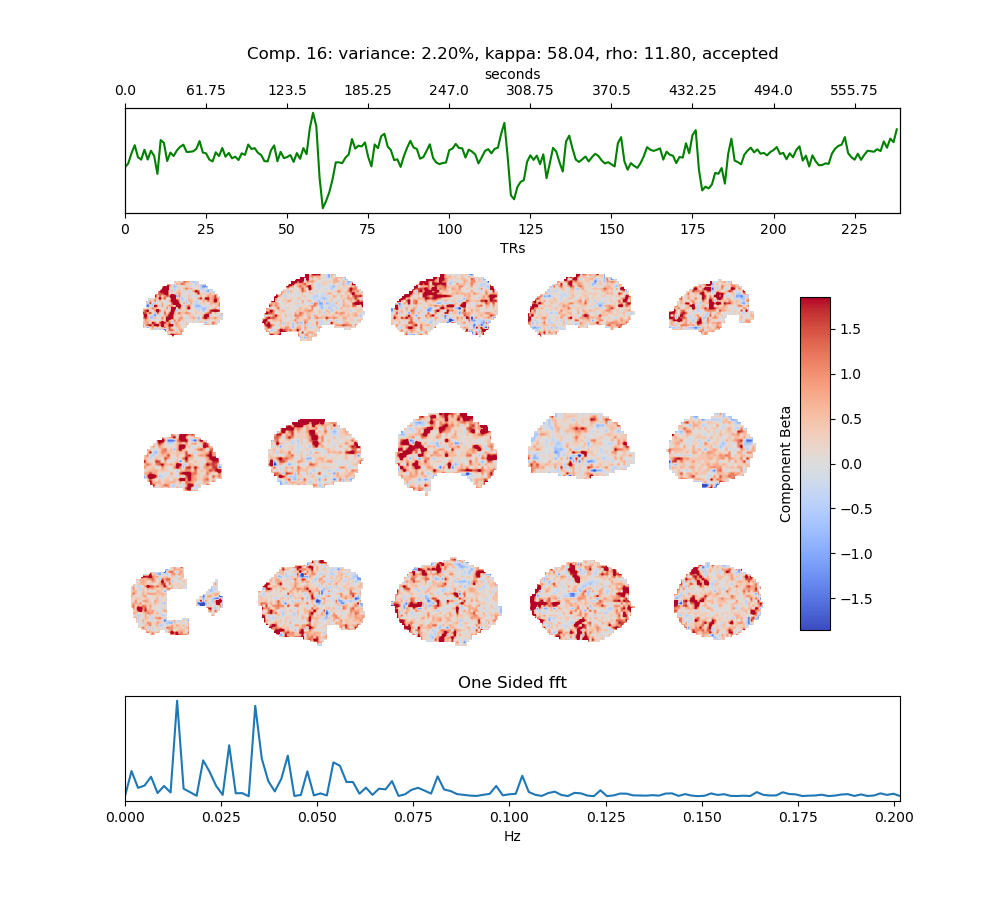 Comp. 16: variance: 2.20%, kappa: 58.04, rho: 11.80, accepted
seconds
0.0 61.75 123.5 185.25 247.0 308.75 370.5 432.25 494.0 555.75
0 25 50 75 100 125 150 175 200 225
TRs
1.5
1.0
0.5
0.0
−0.5
−1.0
−1.5
Component Beta
One Sided fft
0.000 0.025 0.050 0.075 0.100 0.125 0.150 0.175 0.200
Hz